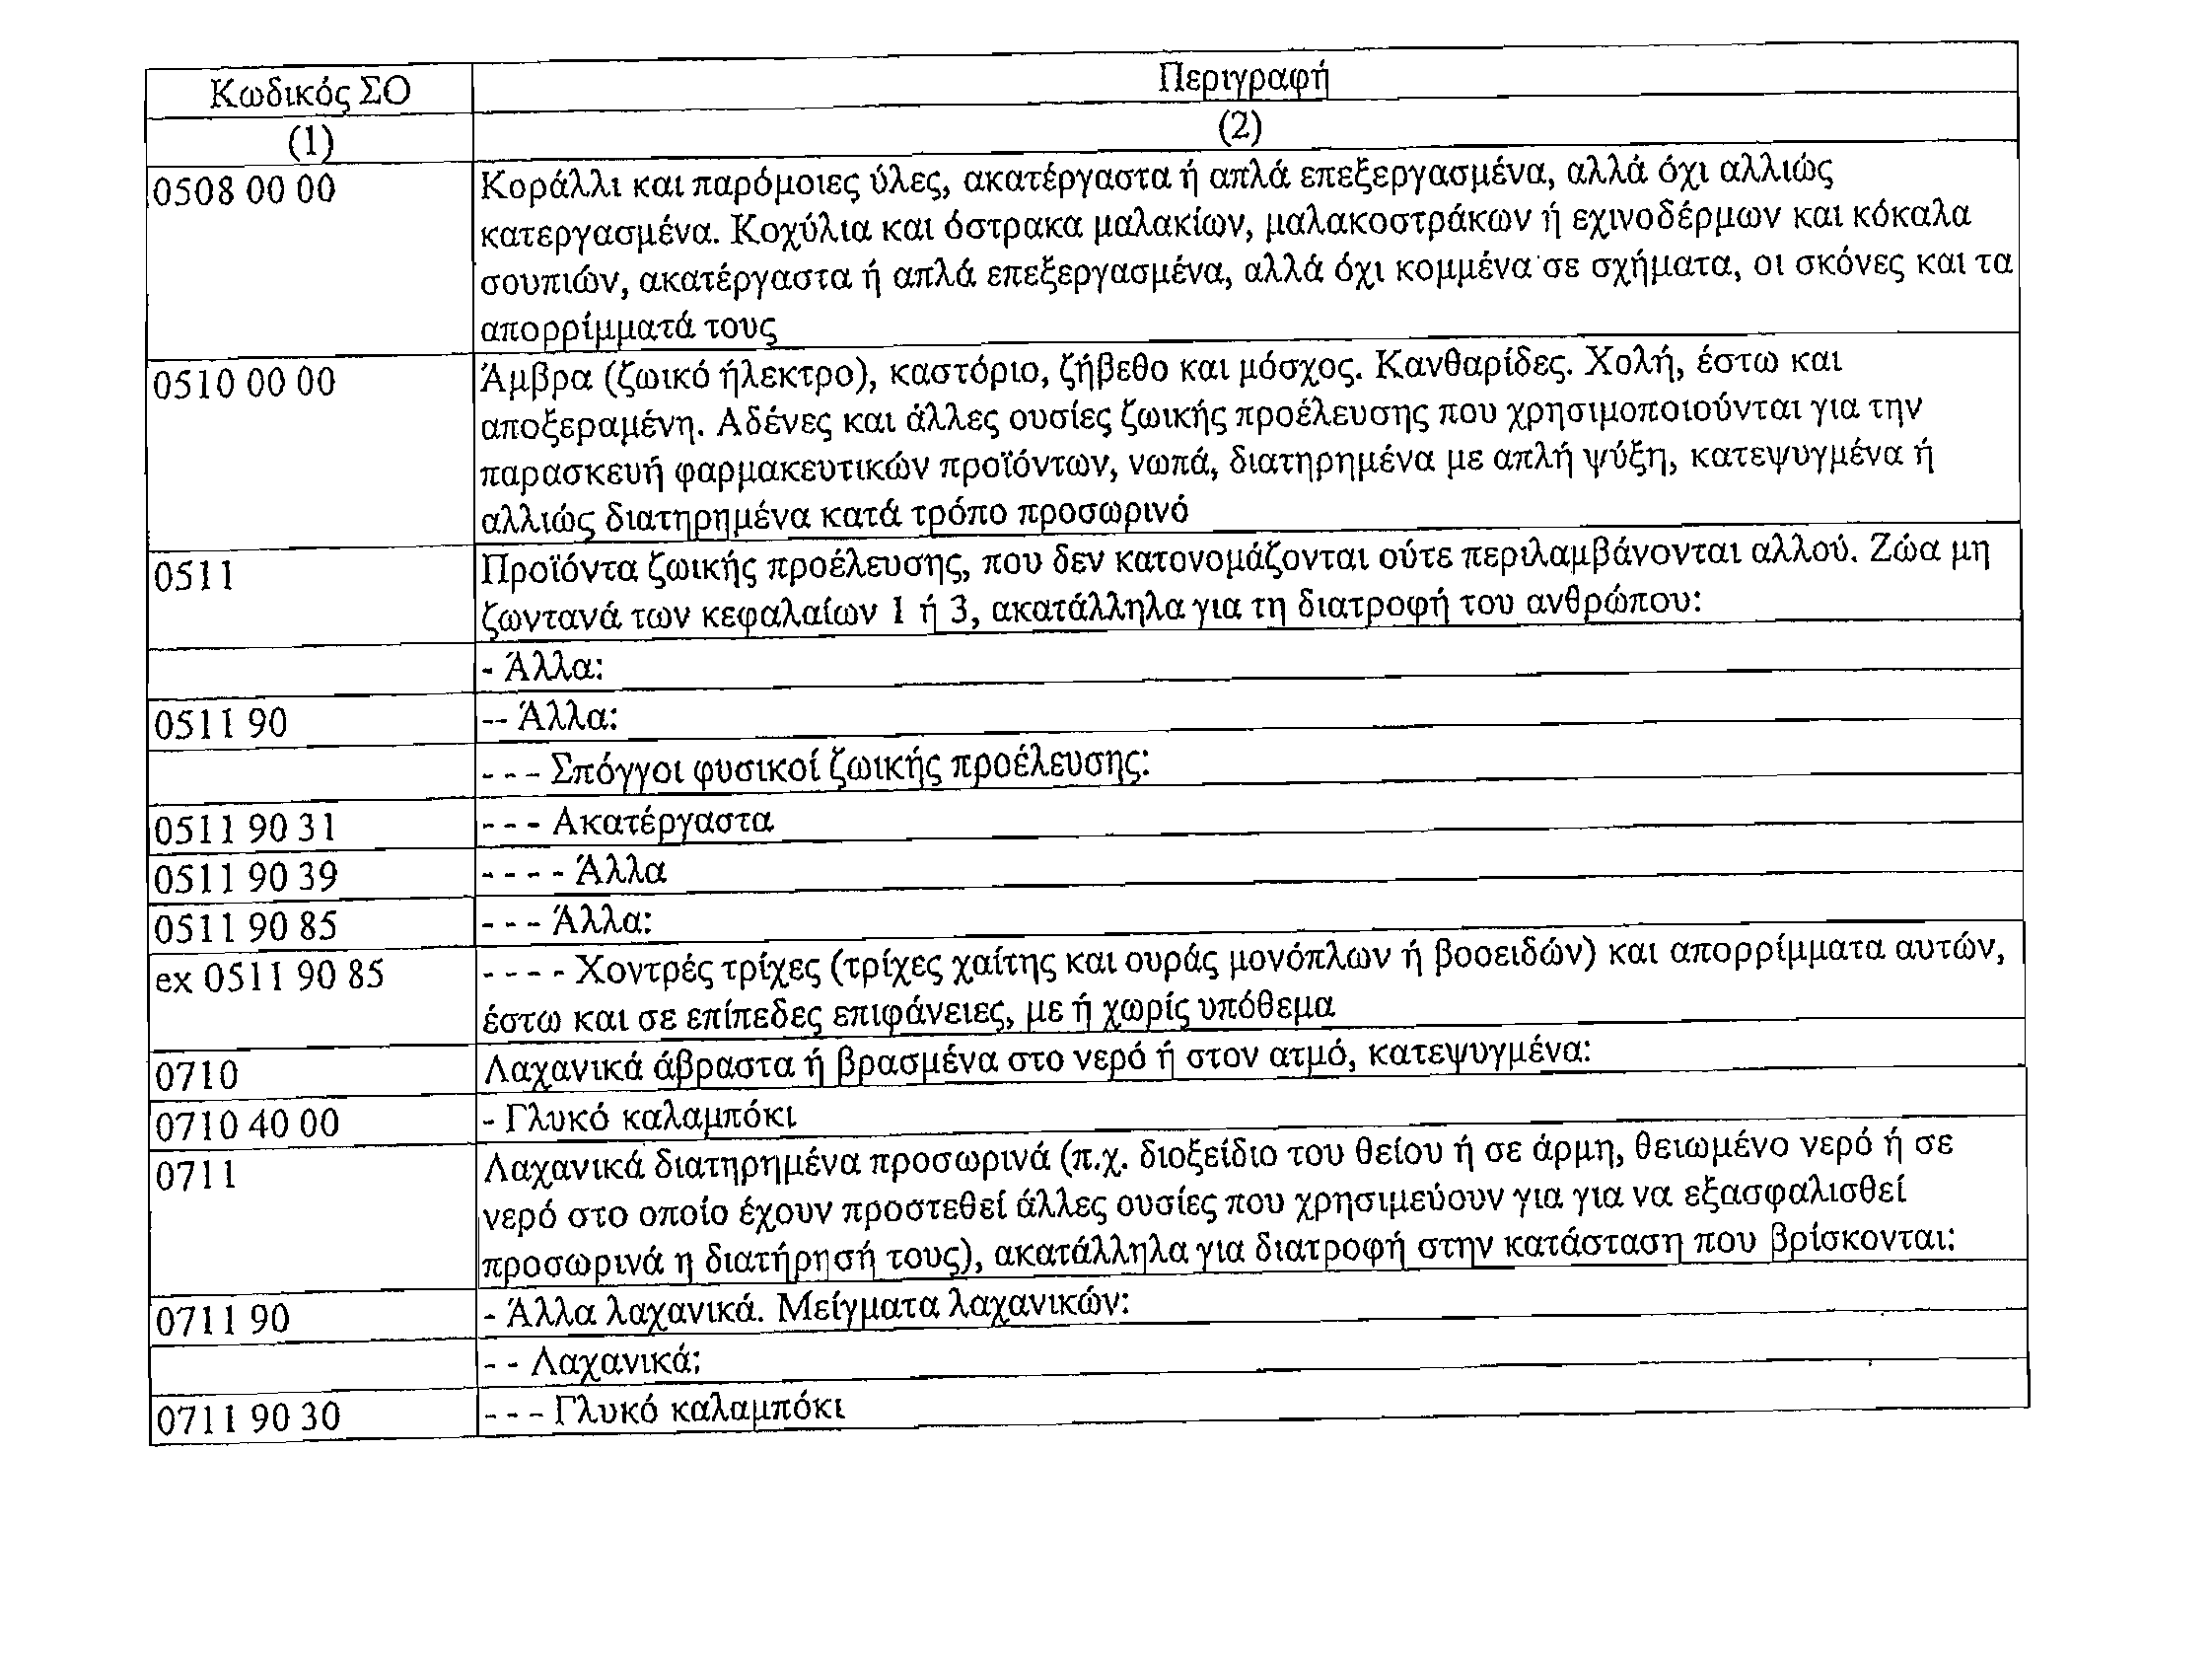 Κωδικός ΣΟ
Περιγραφή
(1)
(2)
0508 00 00
Κοράλλι και παρόμοιες ύλες, ακατέργαστα ή απλά επεξεργασμένα, αλλά όχι αλλιώς
κατεργασμένα. Κοχύλια και όστρακα μαλακίων, μαλακοστράκων ή εχινοδέρμων και κόκαλα
σουπιών, ακατέργαστα ή απλά επεξεργασμένα, αλλά όχι κομμένα σε σχήματα, οι σκόνες και τα
απορρίμματά τους
0510 00 00
Άμβρα (ζωικό ήλεκτρο), καστόριο, ζήβεθο και μόσχος. Κανθαρίδες. Χολή, έστω και
αποξεραμένη. Αδένες και άλλες ουσίες ζωικής προέλευσης που χρησιμοποιούνται για την
παρασκευή φαρμακευτικών προϊόντων, νωπά, διατηρημένα με απλή ψύξη, κατεψυγμένα ή
αλλιώς διατηρημένα κατά τρόπο προσωρινό
0511
Προϊόντα ζωικής προέλευσης, που δεν κατονομάζονται ούτε περιλαμβάνονται αλλού. Ζώα μη
ζωντανά των κεφαλαίων 1 ή 3, ακατάλληλα για τη διατροφή του ανθρώπου:
- Άλλα:
0511 90
-- Άλλα:
- - - Σπόγγοι φυσικοί ζωικής προέλευσης:
0511 90 31
- - - Ακατέργαστα
0511 90 39
- - - - Άλλα
0511 90 85
- - - Άλλα:
ex 0511 90 85
- - - - Χοντρές τρίχες (τρίχες χαίτης και ουράς μονόπλων ή βοοειδών) και απορρίμματα αυτών,
έστω και σε επίπεδες επιφάνειες, με ή χωρίς υπόθεμα
0710
Λαχανικά άβραστα ή βρασμένα στο νερό ή στον ατμό, κατεψυγμένα:
0710 40 00
- Γλυκό καλαμπόκι
0711
Λαχανικά διατηρημένα προσωρινά (π.χ. διοξείδιο του θείου ή σε άρμη, θειωμένο νερό ή σε
νερό στο οποίο έχουν προστεθεί άλλες ουσίες που χρησιμεύουν για για να εξασφαλισθεί
προσωρινά η διατήρησή τους), ακατάλληλα για διατροφή στην κατάσταση που βρίσκονται:
0711 90
- Άλλα λαχανικά. Μείγματα λαχανικών:
- - Λαχανικά:
0711 90 30
- - - Γλυκό καλαμπόκι